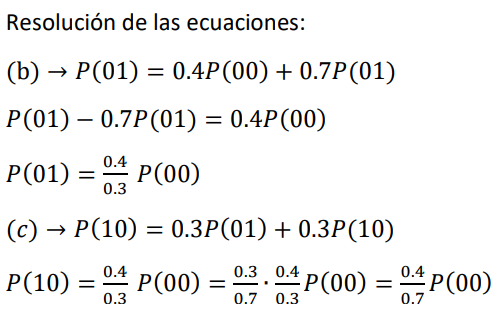 Resolución de las ecuaciones:
(b) → P(01) = 0.4P(00) + 0.7P(01)
P(01) − 0.7P(01) = 0.4P(00)
P(01) = 0.4/0.3 P(00)
(c) → P(10) = 0.3P(01) + 0.3P(10)
P(10) = 0.4/0.3 P(00) = 0.3/0.7 · 0.4/0.3 P(00) = 0.4/0.7 P(00)